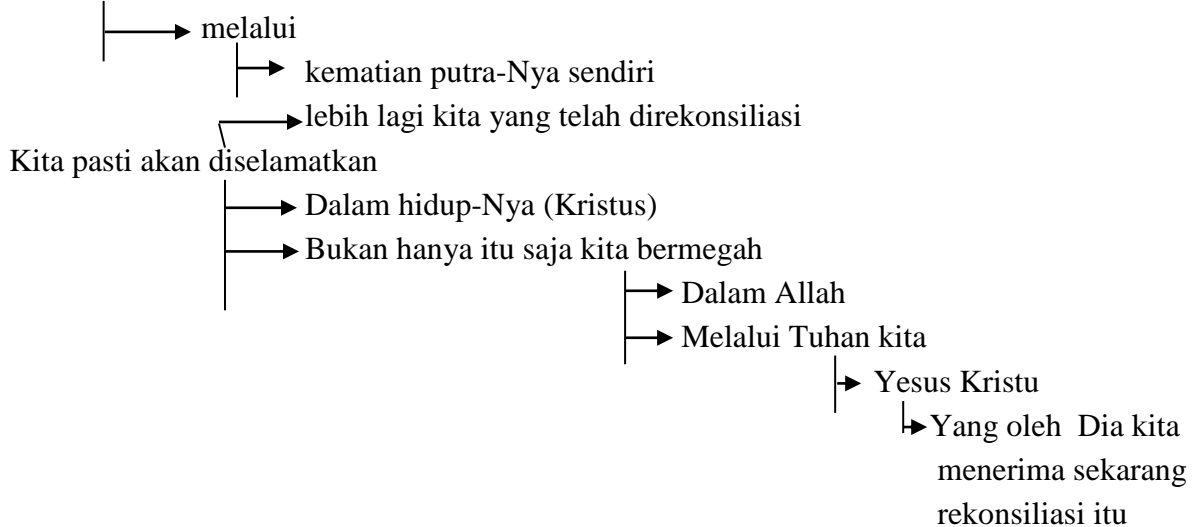 melalui
kematian putra-Nya sendiri
lebih lagi kita yang telah direkonsiliasi
Kita pasti akan diselamatkan
Dalam hidup-Nya (Kristus)
Bukan hanya itu saja kita bermegah
Dalam Allah
Melalui Tuhan kita
Yesus Kristu
Yang oleh Dia kita
menerima sekarang
rekonsiliasi itu